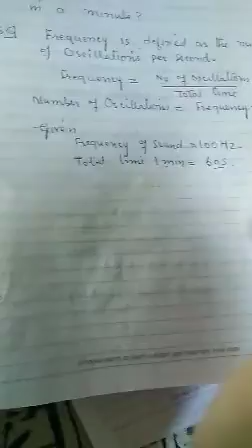 in a minute?
Frequency is defined as the
of Oscillations per second.
Frequency = No of oscillations
Total time
Number of Oscillations = Frequency
Given
Frequency of Sound = 100 Hz
Total time 1 min = 60s.